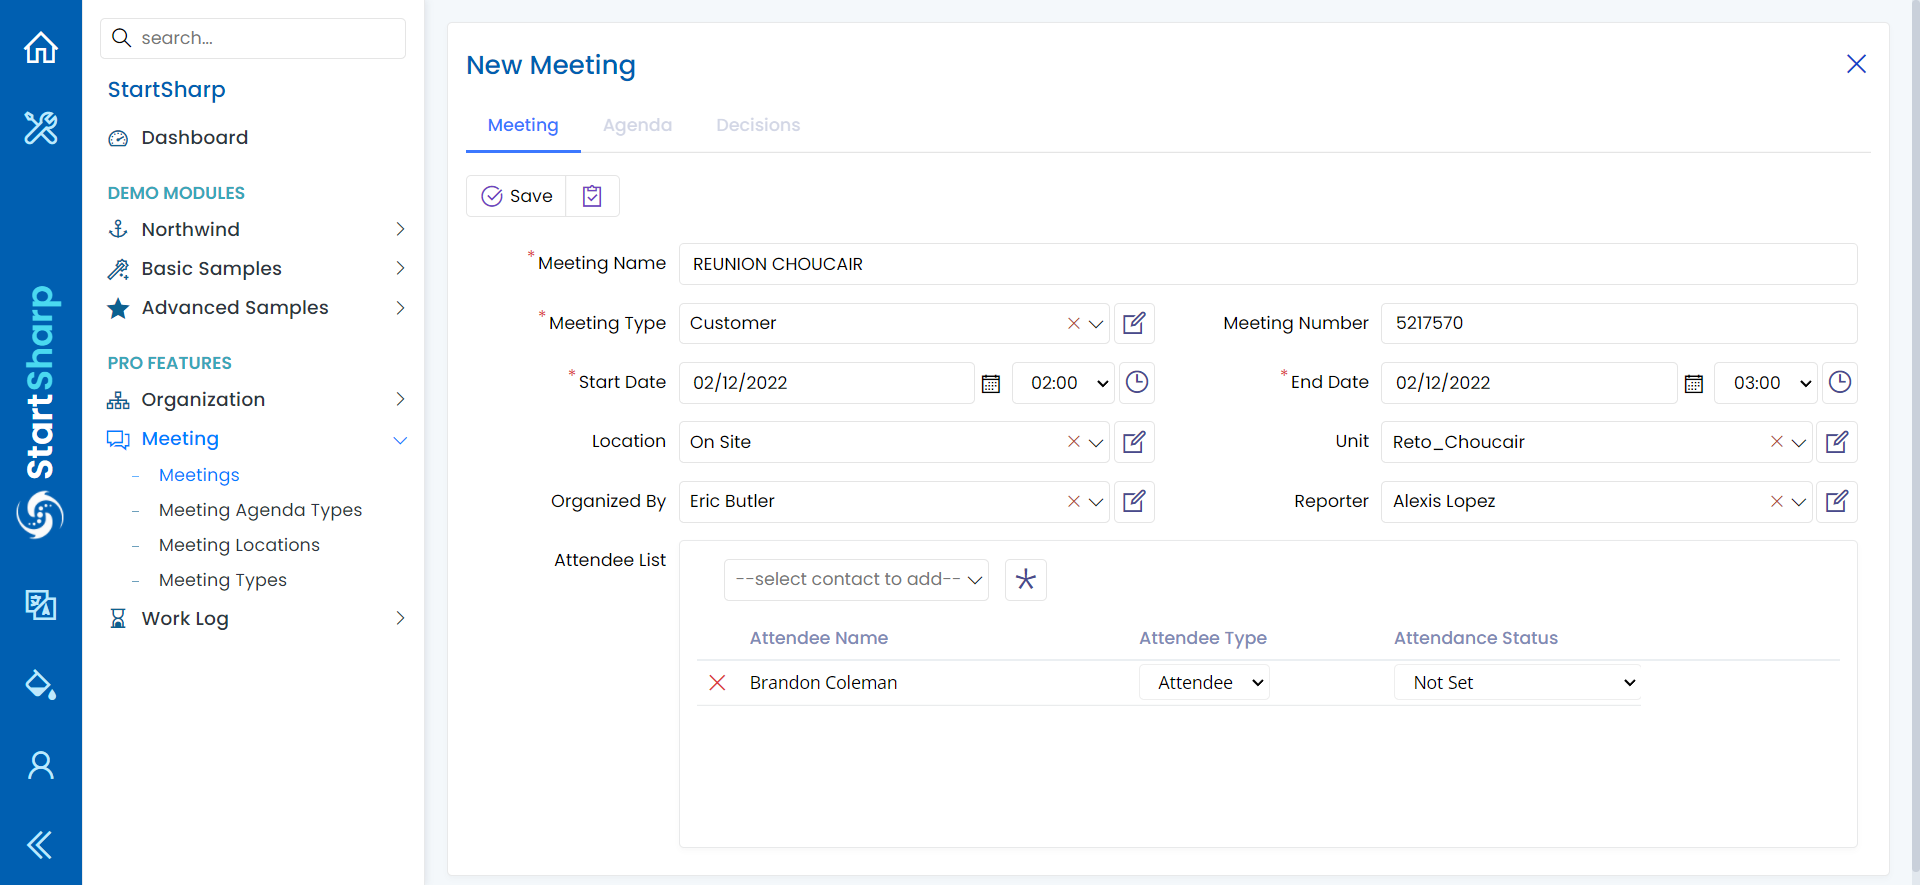 search...
StartSharp
Dashboard
DEMO MODULES
Northwind
Basic Samples
Advanced Samples
PRO FEATURES
Organization
Meeting
Meetings
Meeting Agenda Types
Meeting Locations
Meeting Types
Work Log
StartSharp
New Meeting
Meeting Agenda Decisions
Save
* Meeting Name REUNION CHOUCAIR
* Meeting Type Customer Meeting Number 5217570
* Start Date 02/12/2022 02:00 * End Date 02/12/2022 03:00
Location On Site Unit Reto_Choucair
Organized By Eric Butler Reporter Alexis Lopez
Attendee List
--select contact to add--
Attendee Name Attendee Type Attendance Status
Brandon Coleman Attendee Not Set